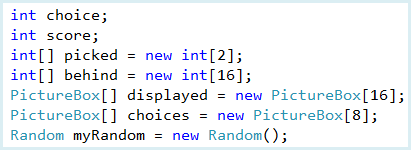 int choice;
int score;
int[] picked = new int[2];
int[] behind = new int[16];
PictureBox[] displayed = new PictureBox[16];
PictureBox[] choices = new PictureBox[8];
Random myRandom = new Random();